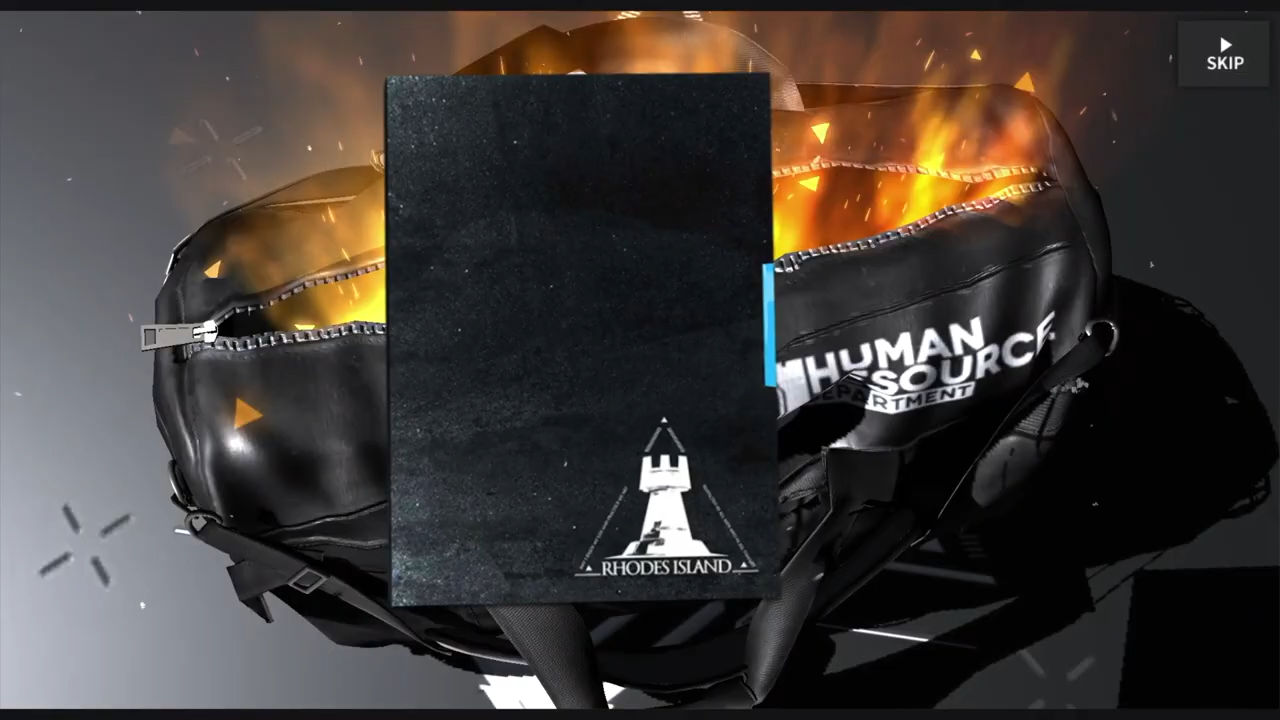 SKIP
HUMAN
RESOURCE
DEPARTMENT
RHODES ISLAND